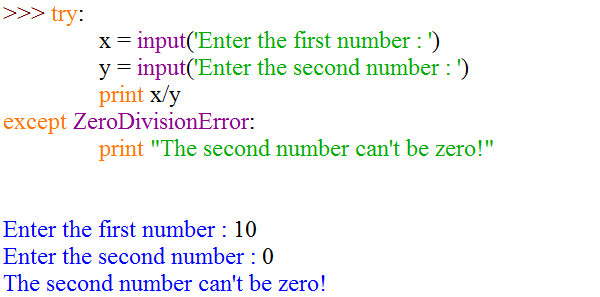 >>> try:
x = input('Enter the first number : ')
y = input('Enter the second number : ')
print x/y
except ZeroDivisionError:
print "The second number can't be zero!"
Enter the first number : 10
Enter the second number : 0
The second number can't be zero!